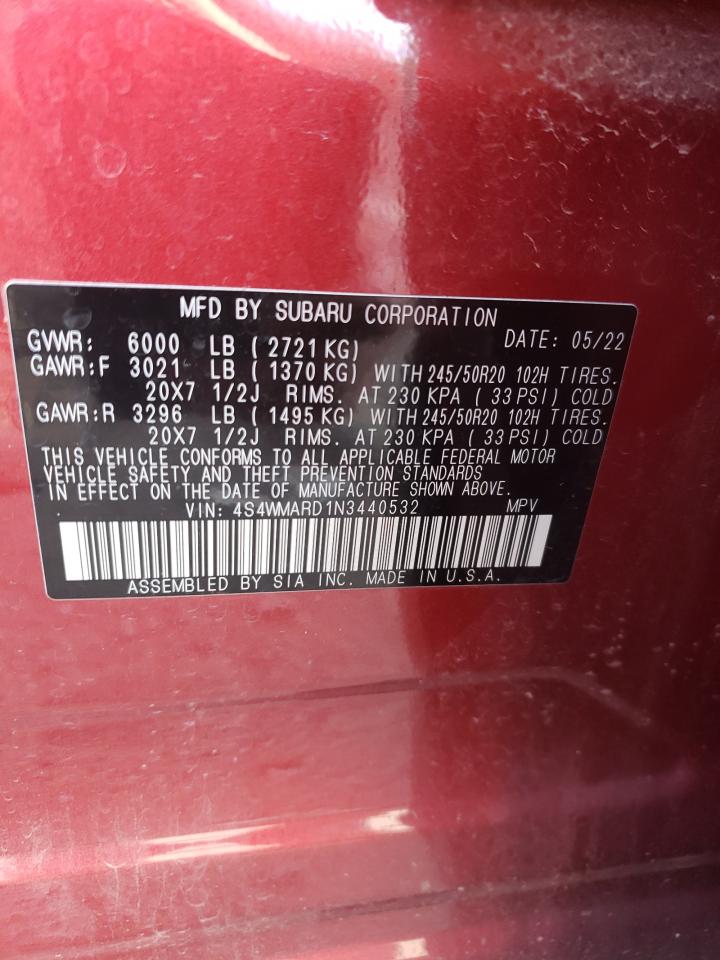 MFD BY SUBARU CORPORATION
GVWR: 6000 LB ( 2721 KG) DATE: 05/22
GAWR:F 3021 LB ( 1370 KG) WITH 245/50R20 102H TIRES.
20X7 1/2J RIMS. AT 230 KPA ( 33 PSI) COLD
GAWR:R 3296 LB ( 1495 KG) WITH 245/50R20 102H TIRES.
20X7 1/2J RIMS. AT 230 KPA ( 33 PSI) COLD
THIS VEHICLE CONFORMS TO ALL APPLICABLE FEDERAL MOTOR
VEHICLE SAFETY AND THEFT PREVENTION STANDARDS
IN EFFECT ON THE DATE OF MANUFACTURE SHOWN ABOVE.
VIN: 4S4WMARD1N3440532 MPV
ASSEMBLED BY SIA INC. MADE IN U.S.A.